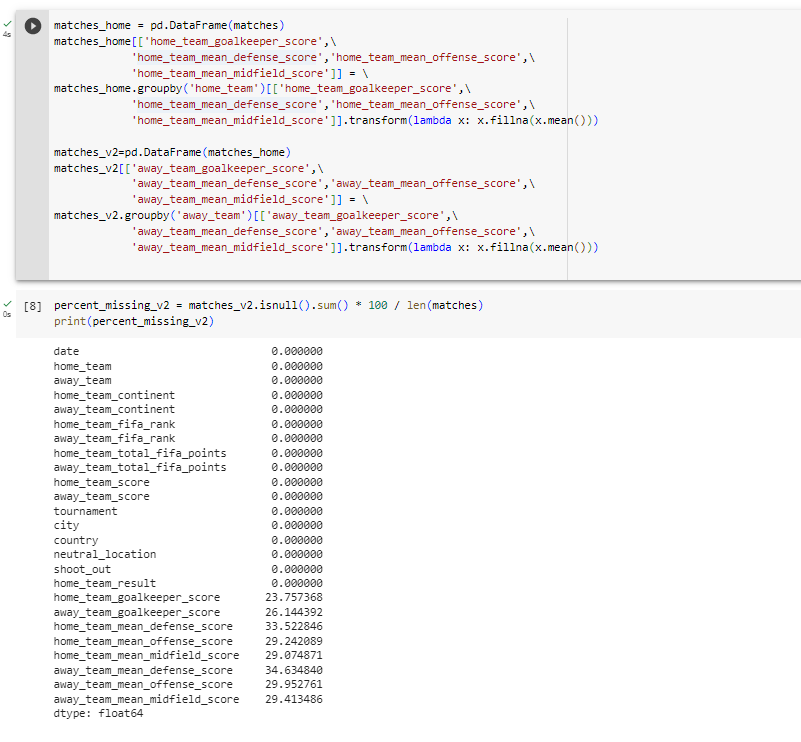 4s
matches_home = pd.DataFrame(matches)
matches_home[['home_team_goalkeeper_score',\
'home_team_mean_defense_score','home_team_mean_offense_score',\
'home_team_mean_midfield_score']] = \
matches_home.groupby('home_team')[['home_team_goalkeeper_score',\
'home_team_mean_defense_score','home_team_mean_offense_score',\
'home_team_mean_midfield_score']].transform(lambda x: x.fillna(x.mean()))
matches_v2=pd.DataFrame(matches_home)
matches_v2[['away_team_goalkeeper_score',\
'away_team_mean_defense_score','away_team_mean_offense_score',\
'away_team_mean_midfield_score']] = \
matches_v2.groupby('away_team')[['away_team_goalkeeper_score',\
'away_team_mean_defense_score','away_team_mean_offense_score',\
'away_team_mean_midfield_score']].transform(lambda x: x.fillna(x.mean()))
0s
[8] percent_missing_v2 = matches_v2.isnull().sum() * 100 / len(matches)
print(percent_missing_v2)
date 0.000000
home_team 0.000000
away_team 0.000000
home_team_continent 0.000000
away_team_continent 0.000000
home_team_fifa_rank 0.000000
away_team_fifa_rank 0.000000
home_team_total_fifa_points 0.000000
away_team_total_fifa_points 0.000000
home_team_score 0.000000
away_team_score 0.000000
tournament 0.000000
city 0.000000
country 0.000000
neutral_location 0.000000
shoot_out 0.000000
home_team_result 0.000000
home_team_goalkeeper_score 23.757368
away_team_goalkeeper_score 26.144392
home_team_mean_defense_score 33.522846
home_team_mean_offense_score 29.242089
home_team_mean_midfield_score 29.074871
away_team_mean_defense_score 34.634840
away_team_mean_offense_score 29.952761
away_team_mean_midfield_score 29.413486
dtype: float64